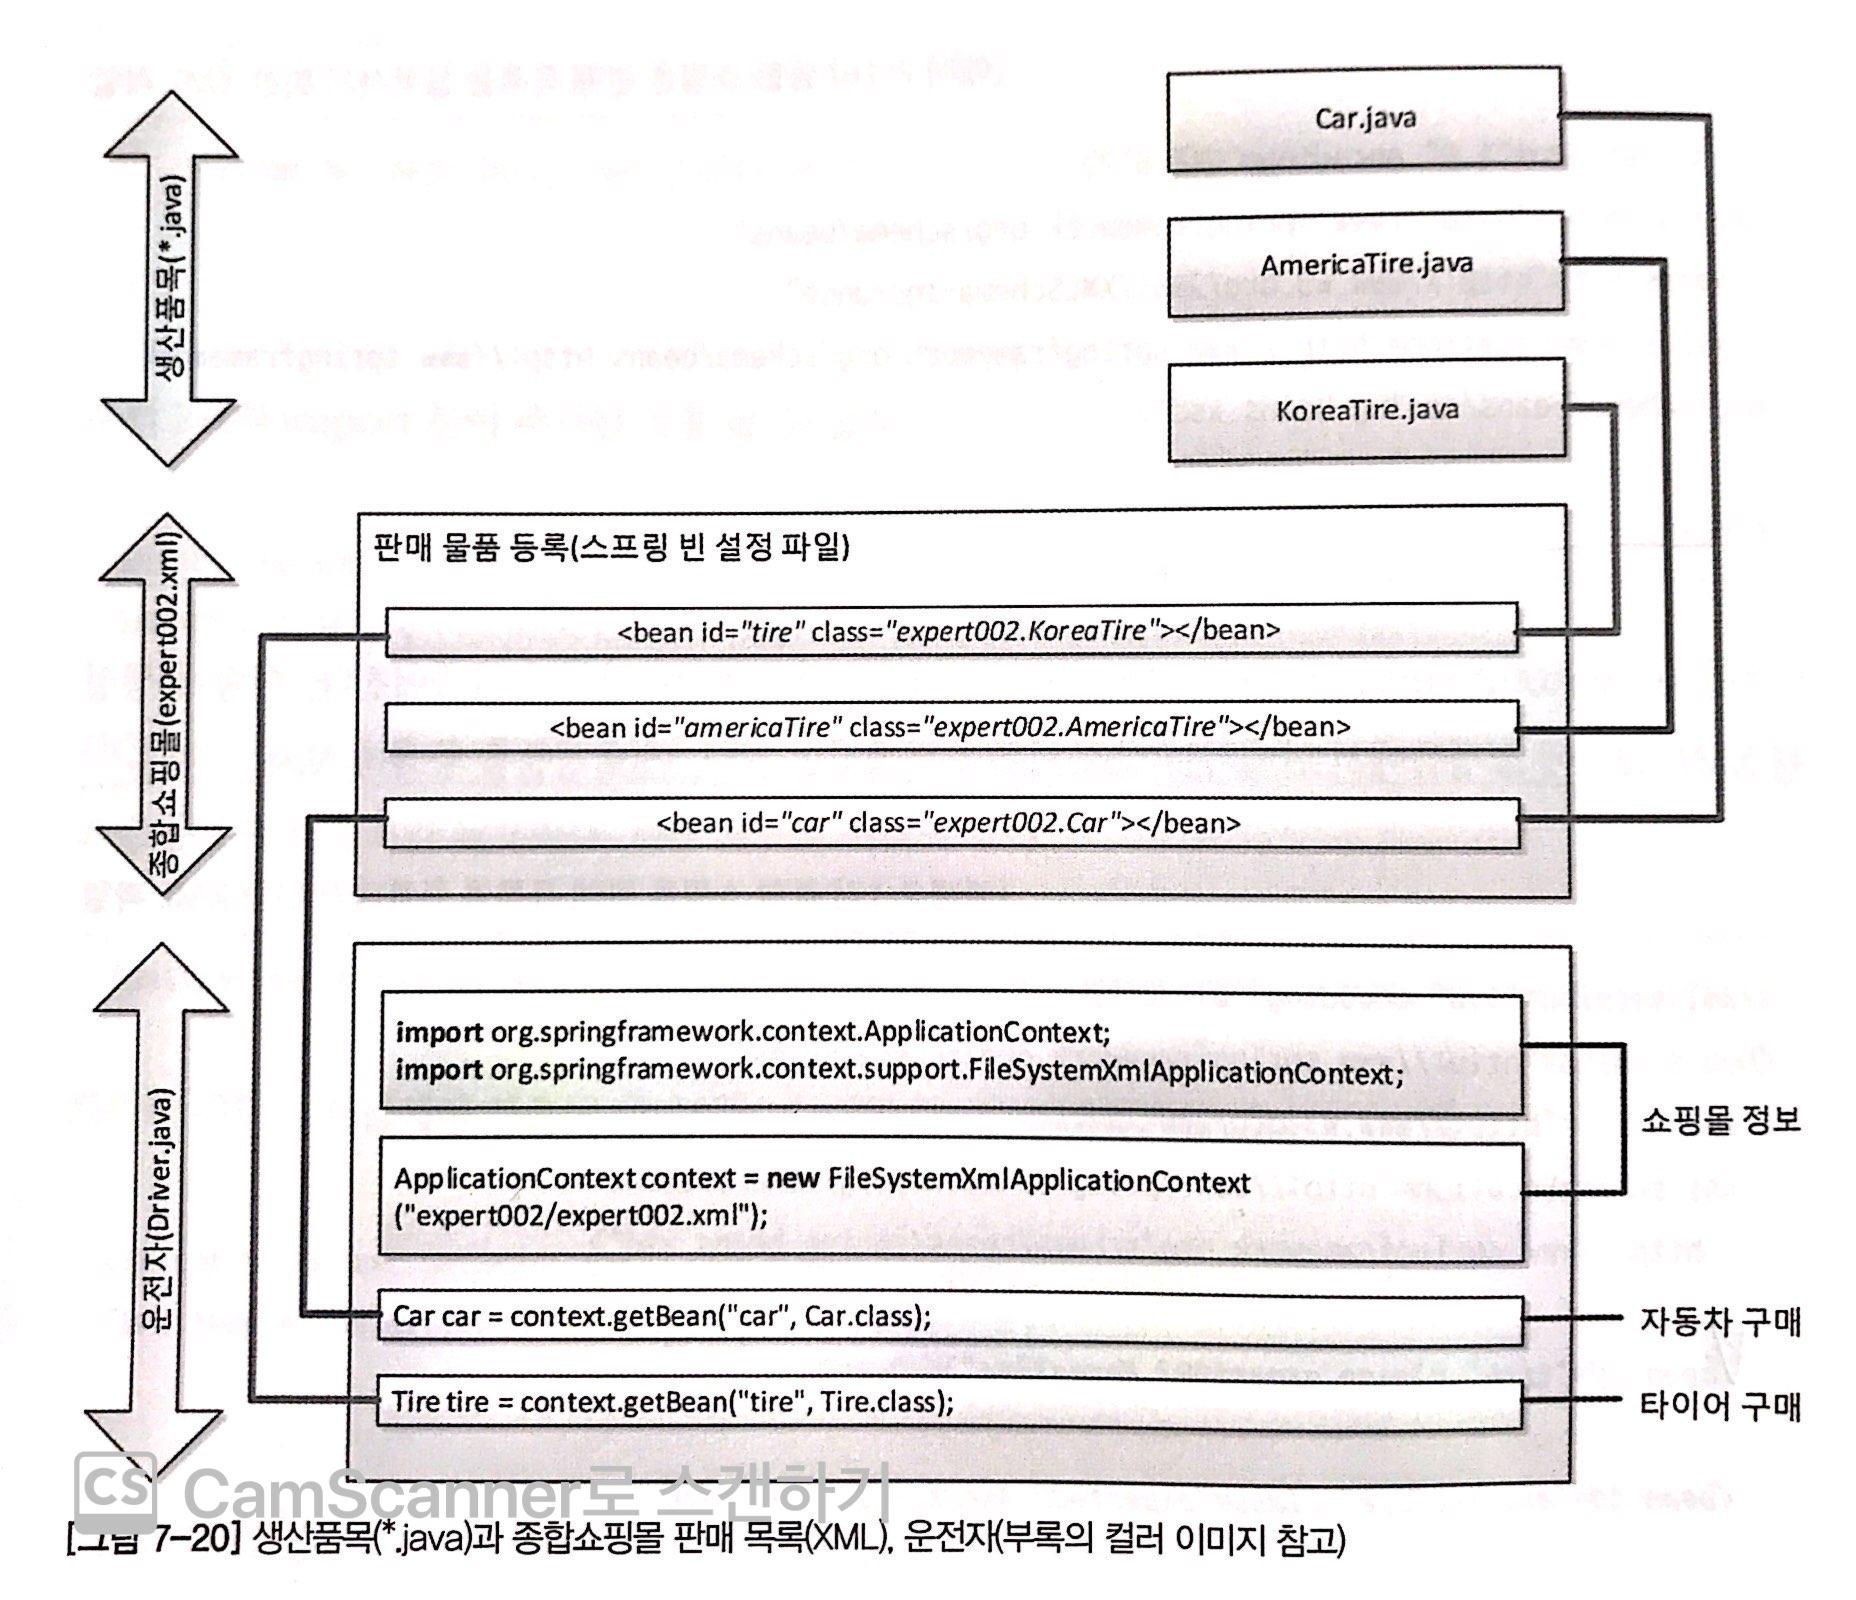 생산품목(*.java)
Car.java
AmericaTire.java
KoreaTire.java
종합쇼핑몰(expert002.xml)
판매 물품 등록(스프링 빈 설정 파일)
<bean id="tire" class="expert002.KoreaTire"></bean>
<bean id="americaTire" class="expert002.AmericaTire"></bean>
<bean id="car" class="expert002.Car"></bean>
운전자(Driver.java)
import org.springframework.context.ApplicationContext;
import org.springframework.context.support.FileSystemXmlApplicationContext;
쇼핑몰 정보
ApplicationContext context = new FileSystemXmlApplicationContext
("expert002/expert002.xml");
Car car = context.getBean("car", Car.class);
자동차 구매
Tire tire = context.getBean("tire", Tire.class);
타이어 구매
CS CamScanner로 스캔하기
[그림 7-20] 생산품목(*.java)과 종합쇼핑몰 판매 목록(XML), 운전자(부록의 컬러 이미지 참고)